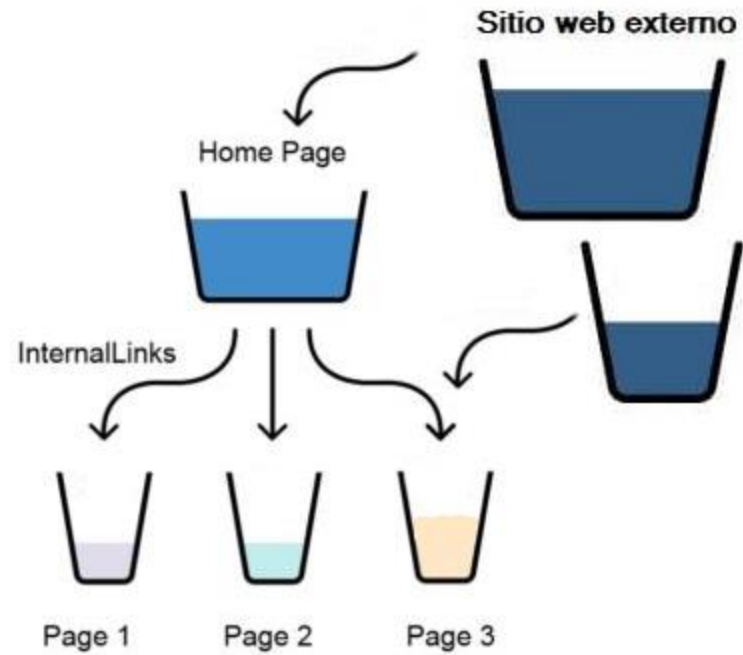 Sitio web externo
Home Page
InternalLinks
Page 1
Page 2
Page 3